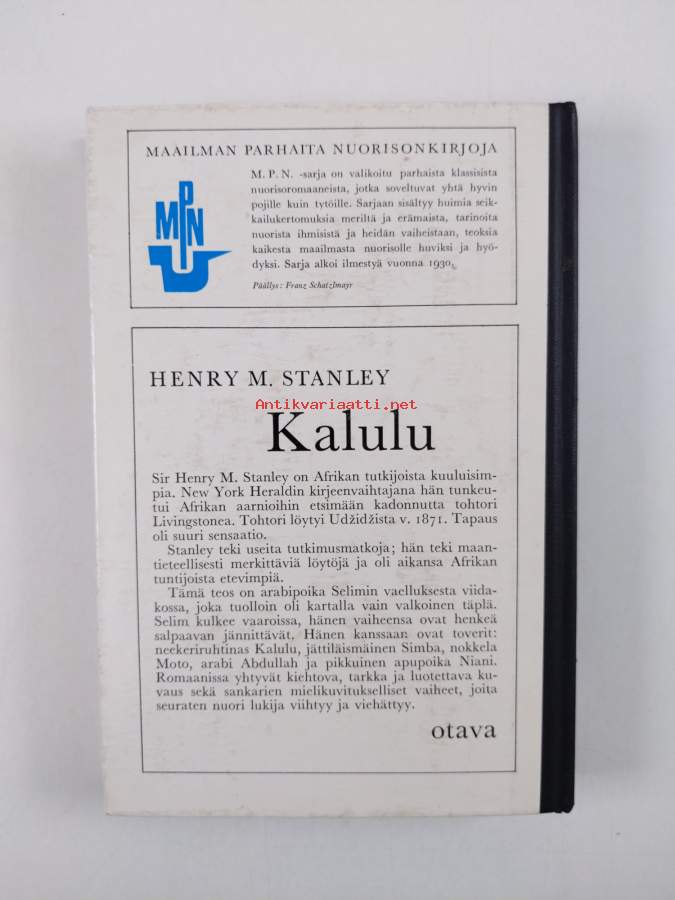 MAAILMAN PARHAITA NUORISONKIRJOJA
M. P. N. -sarja on valikoitu parhaista klassisista
nuorisoromaaneista, jotka soveltuvat yhtä hyvin
pojille kuin tytöille. Sarjaan sisältyy huimia seik-
kailukertomuksia meriltä ja erämaista, tarinoita
nuorista ihmisistä ja heidän vaiheistaan, teoksia
kaikesta maailmasta nuorisolle huviksi ja hyö-
dyksi. Sarja alkoi ilmestyä vuonna 1930.
Päällys: Franz Schatzlmayr
MPN
HENRY M. STANLEY
Antikvariaatti.net
Kalulu
Sir Henry M. Stanley on Afrikan tutkijoista kuuluisim-
pia. New York Heraldin kirjeenvaihtajana hän tunkeu-
tui Afrikan aarnioihin etsimään kadonnutta tohtori
Livingstonea. Tohtori löytyi Udžidžista v. 1871. Tapaus
oli suuri sensaatio.
Stanley teki useita tutkimusmatkoja; hän teki maan-
tieteellisesti merkittäviä löytöjä ja oli aikansa Afrikan
tuntijoista etevimpiä.
Tämä teos on arabipoika Selimin vaelluksesta viida-
kossa, joka tuolloin oli kartalla vain valkoinen täplä.
Selim kulkee vaaroissa, hänen vaiheensa ovat henkeä
salpaavan jännittävät. Hänen kanssaan ovat toverit:
neekeriruhtinas Kalulu, jättiläismäinen Simba, nokkela
Moto, arabi Abdullah ja pikkuinen apupoika Niani.
Romaanissa yhtyvät kiehtova, tarkka ja luotettava ku-
vaus sekä sankarien mielikuvitukselliset vaiheet, joita
seuraten nuori lukija viihtyy ja viehättyy.
otava